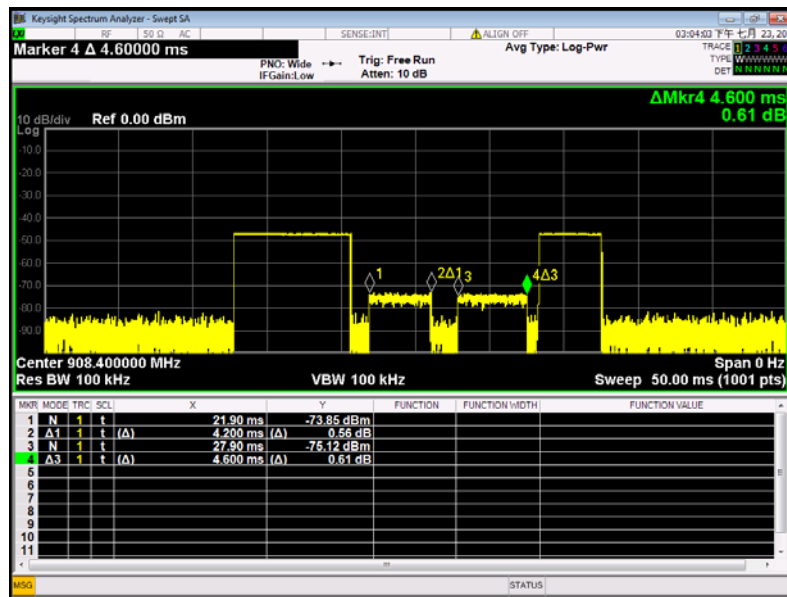 Keysight Spectrum Analyzer - Swept SA
RF 50 Ω AC SENSE:INT ALIGN OFF 03:04:03 下午 七月 23, 20
Marker 4 Δ 4.60000 ms
Avg Type: Log-Pwr
TRACE 1 2 3 4 5 6
PNO: Wide Trig: Free Run
TYPE WWWWWW
IFGain:Low Atten: 10 dB
DET N N N N N N
ΔMkr4 4.600 ms
10 dB/div Ref 0.00 dBm 0.61 dB
Log
-10.0
-20.0
-30.0
-40.0
-50.0
-60.0
1 2Δ1 3 4Δ3
-70.0
-80.0
-90.0
Center 908.400000 MHz Span 0 Hz
Res BW 100 kHz VBW 100 kHz Sweep 50.00 ms (1001 pts)
MKR MODE TRC SCL X Y FUNCTION FUNCTION WIDTH FUNCTION VALUE
1 N 1 t 21.90 ms -73.85 dBm
2 Δ1 1 t (Δ) 4.200 ms (Δ) 0.56 dB
3 N 1 t 27.90 ms -75.12 dBm
4 Δ3 1 t (Δ) 4.600 ms (Δ) 0.61 dB
5
6
7
8
9
10
11
MSG STATUS